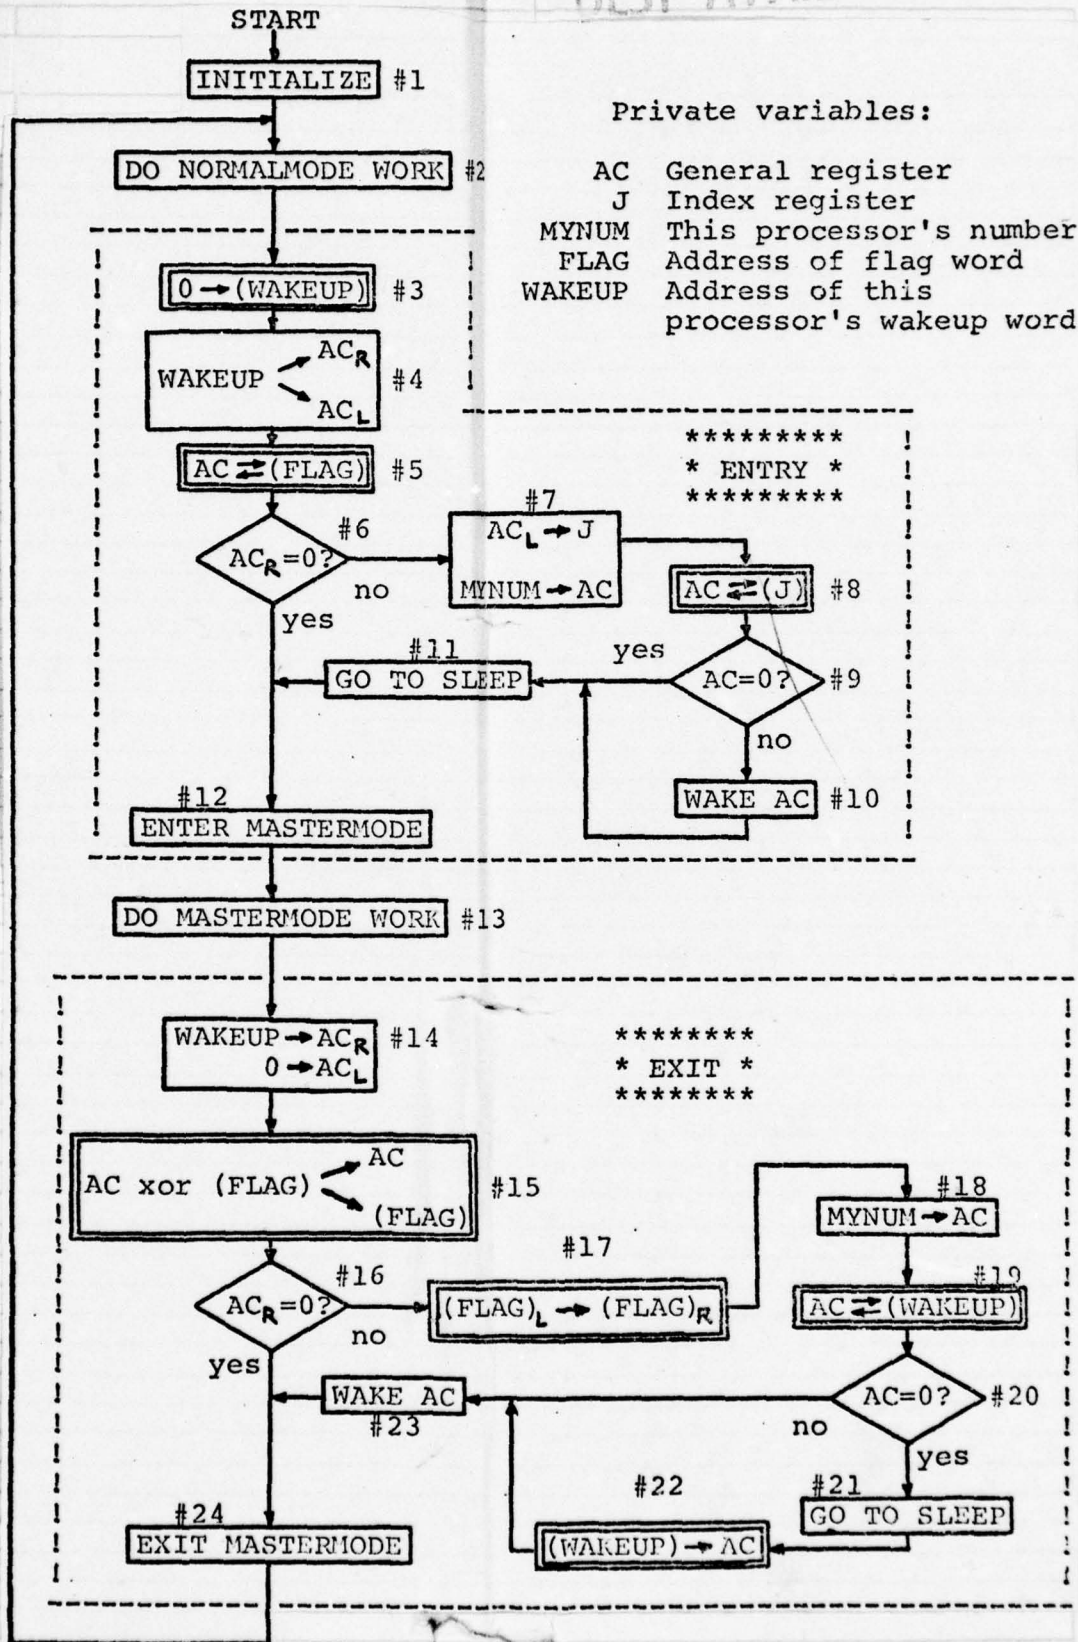 START
INITIALIZE #1
Private variables:
DO NORMALMODE WORK #2
AC General register
J Index register
MYNUM This processor's number
FLAG Address of flag word
WAKEUP Address of this
processor's wakeup word
0→(WAKEUP) #3
WAKEUP
ACR
ACL
#4
AC⇄(FLAG) #5
*********
* ENTRY *
*********
#6
ACR=0?
no
yes
#7
ACL→J
MYNUM→AC
AC⇄(J) #8
AC=0? #9
yes
no
WAKE AC #10
#11
GO TO SLEEP
#12
ENTER MASTERMODE
DO MASTERMODE WORK #13
WAKEUP→ACR #14
0→ACL
********
* EXIT *
********
AC xor (FLAG)
AC
(FLAG)
#15
#16
ACR=0?
no
yes
#17
(FLAG)L→(FLAG)R
#18
MYNUM→AC
#19
AC⇄(WAKEUP)
AC=0? #20
no
yes
#21
GO TO SLEEP
#22
(WAKEUP)→AC
WAKE AC
#23
#24
EXIT MASTERMODE